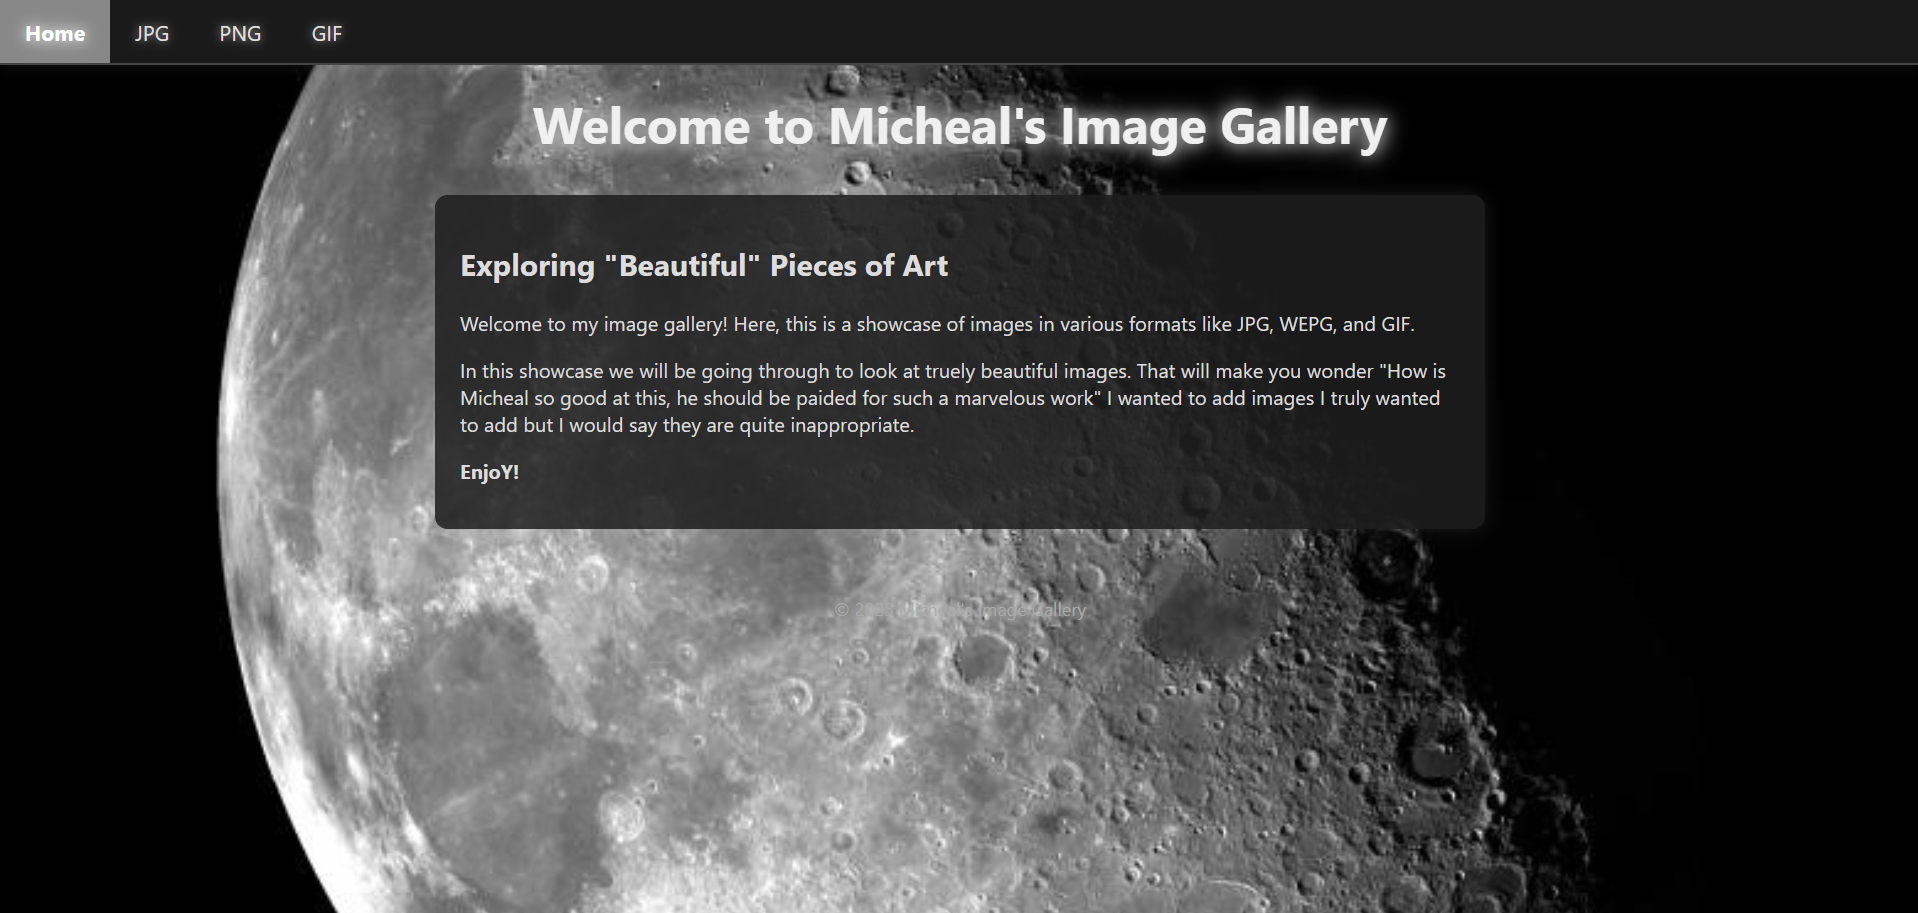 Home JPG PNG GIF
Welcome to Micheal's Image Gallery
Exploring "Beautiful" Pieces of Art
Welcome to my image gallery! Here, this is a showcase of images in various formats like JPG, WEPG, and GIF.
In this showcase we will be going through to look at truely beautiful images. That will make you wonder "How is
Micheal so good at this, he should be paided for such a marvelous work" I wanted to add images I truly wanted
to add but I would say they are quite inappropriate.
EnjoY!
© Micheal's Image Gallery